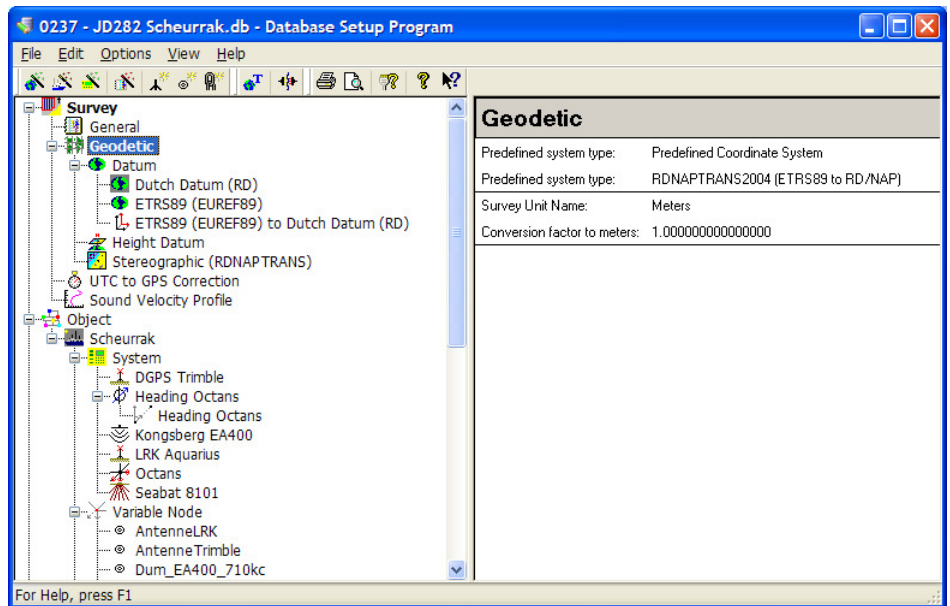 0237 - JD282 Scheurrak.db - Database Setup Program
File Edit Options View Help
Survey
General
Geodetic
Datum
Dutch Datum (RD)
ETRS89 (EUREF89)
ETRS89 (EUREF89) to Dutch Datum (RD)
Height Datum
Stereographic (RDNAPTRANS)
UTC to GPS Correction
Sound Velocity Profile
Object
Scheurrak
System
DGPS Trimble
Heading Octans
Heading Octans
Kongsberg EA400
LRK Aquarius
Octans
Seabat 8101
Variable Node
AntenneLRK
AntenneTrimble
Dum_EA400_710kc
Geodetic
Predefined system type: Predefined Coordinate System
Predefined system type: RDNAPTRANS2004 (ETRS89 to RD/NAP)
Survey Unit Name: Meters
Conversion factor to meters: 1.000000000000000
For Help, press F1